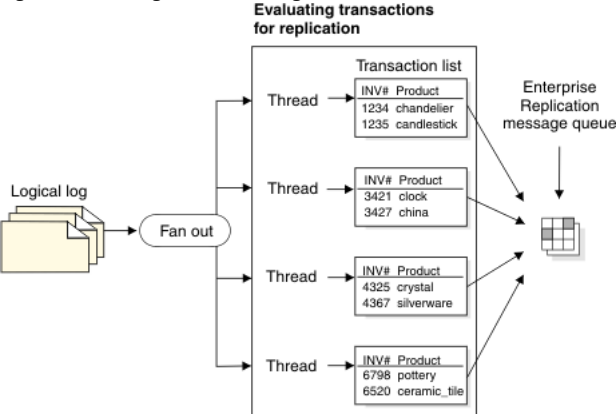 Evaluating transactions
for replication
Transaction list
Enterprise
Replication
message queue
Logical log
Fan out
Thread
INV# Product
1234 chandelier
1235 candlestick
Thread
INV# Product
3421 clock
3427 china
Thread
INV# Product
4325 crystal
4367 silverware
Thread
INV# Product
6798 pottery
6520 ceramic_tile